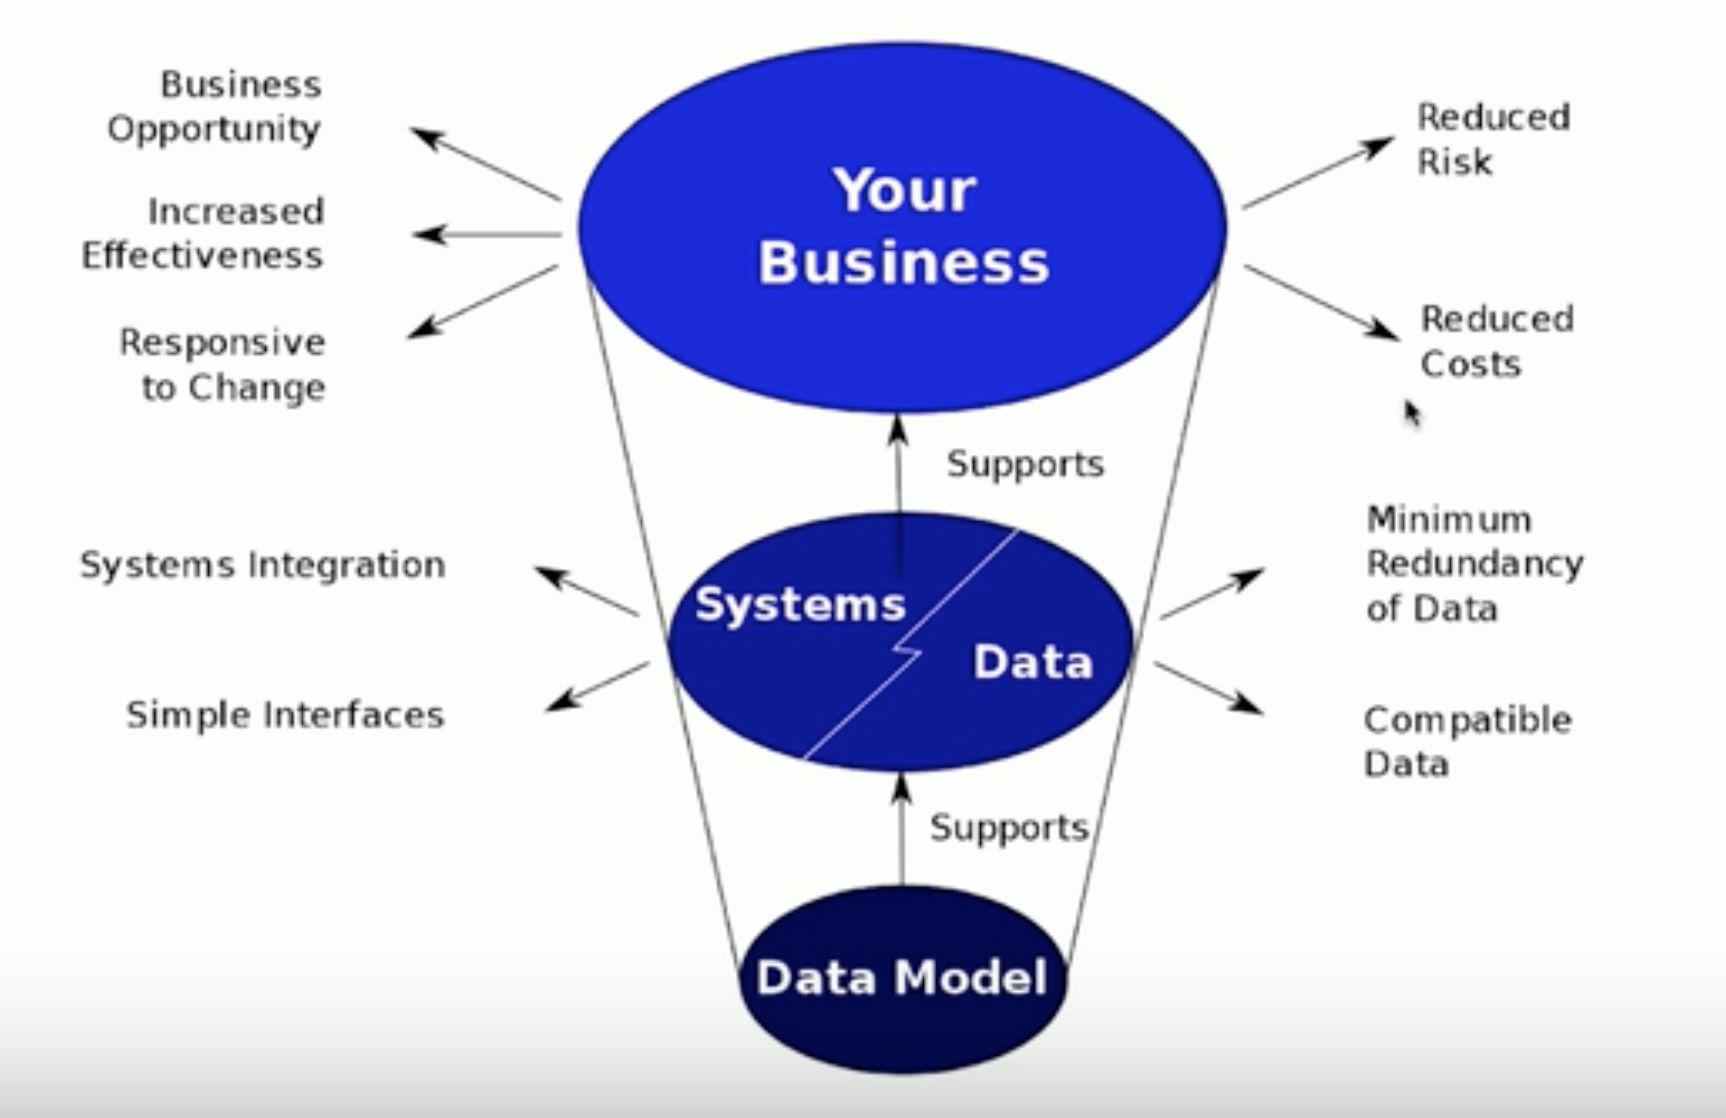 Business
Opportunity
Increased
Effectiveness
Responsive
to Change
Your
Business
Reduced
Risk
Reduced
Costs
Supports
Systems Integration
Simple Interfaces
Systems
Data
Minimum
Redundancy
of Data
Compatible
Data
Supports
Data Model